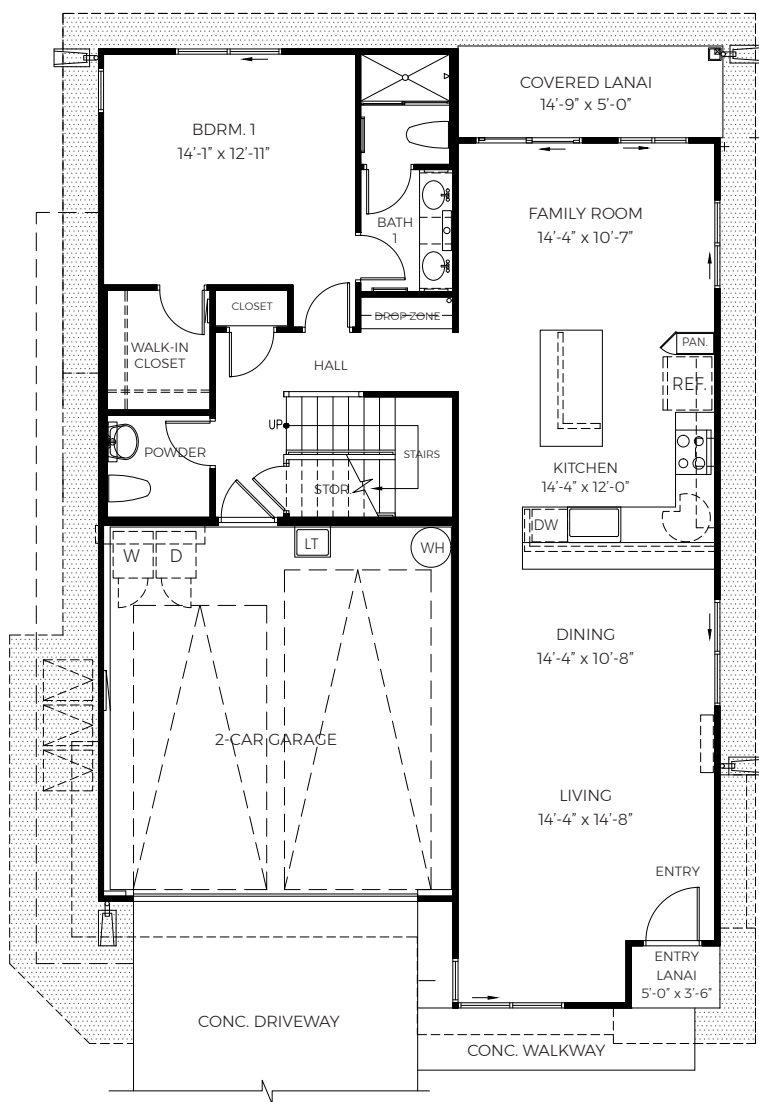 COVERED LANAI
14'-9" x 5'-0"
BDRM. 1
14'-1" x 12'-11"
BATH
1
FAMILY ROOM
14'-4" x 10'-7"
CLOSET
DROP ZONE
WALK-IN
CLOSET
HALL
PAN.
REF.
UP
POWDER
STAIRS
STOR.
KITCHEN
14'-4" x 12'-0"
DW
W
D
LT
WH
DINING
14'-4" x 10'-8"
2-CAR GARAGE
LIVING
14'-4" x 14'-8"
ENTRY
ENTRY
LANAI
5'-0" x 3'-6"
CONC. DRIVEWAY
CONC. WALKWAY